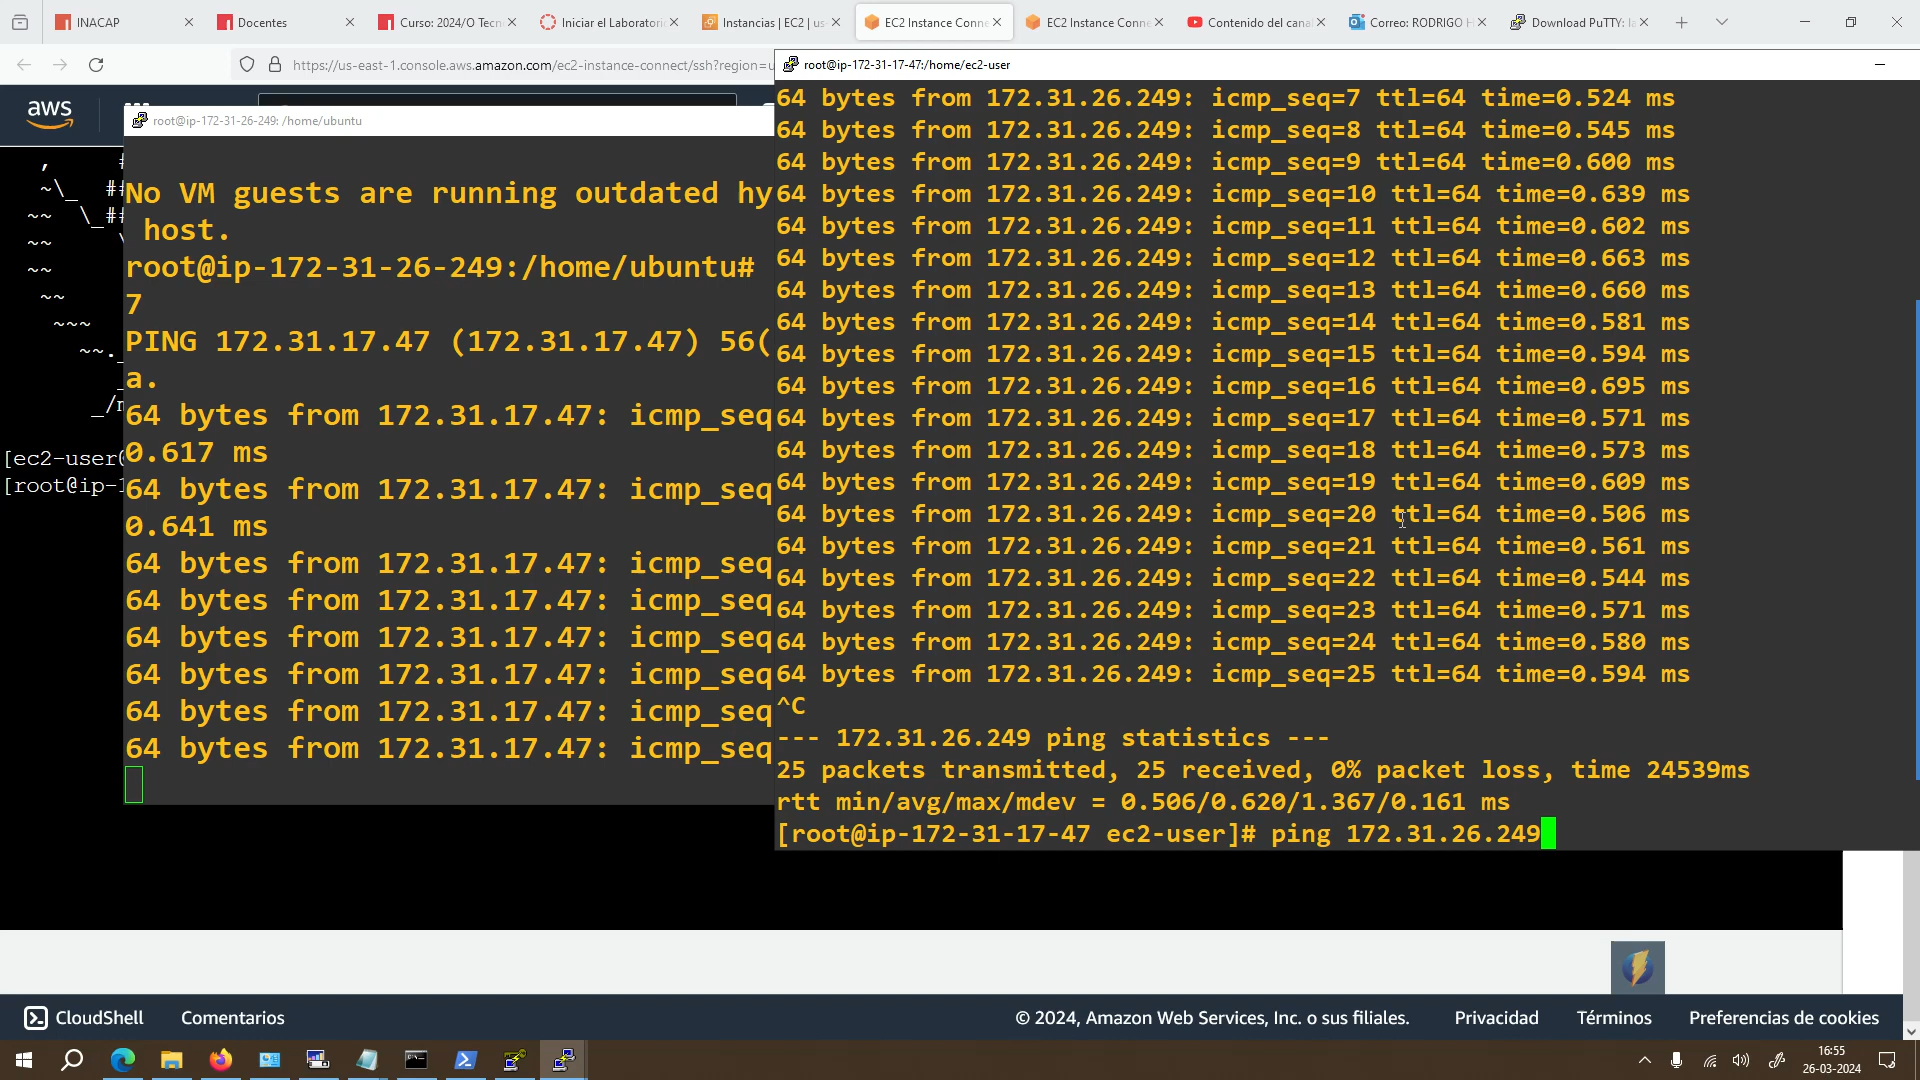 INACAP
Docentes
Curso: 2024/O Tecn
Iniciar el Laboratori
Instancias | EC2 | us-
EC2 Instance Conne
EC2 Instance Conne
Contenido del cana
Correo: RODRIGO H
Download PuTTY: la
https://us-east-1.console.aws.amazon.com/ec2-instance-connect/ssh?region=u
aws
root@ip-172-31-26-249: /home/ubuntu
No VM guests are running outdated hy
host.
root@ip-172-31-26-249:/home/ubuntu#
7
PING 172.31.17.47 (172.31.17.47) 56(
a.
64 bytes from 172.31.17.47: icmp_seq
0.617 ms
64 bytes from 172.31.17.47: icmp_seq
0.641 ms
64 bytes from 172.31.17.47: icmp_seq
64 bytes from 172.31.17.47: icmp_seq
64 bytes from 172.31.17.47: icmp_seq
64 bytes from 172.31.17.47: icmp_seq
64 bytes from 172.31.17.47: icmp_seq
64 bytes from 172.31.17.47: icmp_seq
[ec2-user@
[root@ip-1
root@ip-172-31-17-47:/home/ec2-user
64 bytes from 172.31.26.249: icmp_seq=7 ttl=64 time=0.524 ms
64 bytes from 172.31.26.249: icmp_seq=8 ttl=64 time=0.545 ms
64 bytes from 172.31.26.249: icmp_seq=9 ttl=64 time=0.600 ms
64 bytes from 172.31.26.249: icmp_seq=10 ttl=64 time=0.639 ms
64 bytes from 172.31.26.249: icmp_seq=11 ttl=64 time=0.602 ms
64 bytes from 172.31.26.249: icmp_seq=12 ttl=64 time=0.663 ms
64 bytes from 172.31.26.249: icmp_seq=13 ttl=64 time=0.660 ms
64 bytes from 172.31.26.249: icmp_seq=14 ttl=64 time=0.581 ms
64 bytes from 172.31.26.249: icmp_seq=15 ttl=64 time=0.594 ms
64 bytes from 172.31.26.249: icmp_seq=16 ttl=64 time=0.695 ms
64 bytes from 172.31.26.249: icmp_seq=17 ttl=64 time=0.571 ms
64 bytes from 172.31.26.249: icmp_seq=18 ttl=64 time=0.573 ms
64 bytes from 172.31.26.249: icmp_seq=19 ttl=64 time=0.609 ms
64 bytes from 172.31.26.249: icmp_seq=20 ttl=64 time=0.506 ms
64 bytes from 172.31.26.249: icmp_seq=21 ttl=64 time=0.561 ms
64 bytes from 172.31.26.249: icmp_seq=22 ttl=64 time=0.544 ms
64 bytes from 172.31.26.249: icmp_seq=23 ttl=64 time=0.571 ms
64 bytes from 172.31.26.249: icmp_seq=24 ttl=64 time=0.580 ms
64 bytes from 172.31.26.249: icmp_seq=25 ttl=64 time=0.594 ms
^C
--- 172.31.26.249 ping statistics ---
25 packets transmitted, 25 received, 0% packet loss, time 24539ms
rtt min/avg/max/mdev = 0.506/0.620/1.367/0.161 ms
[root@ip-172-31-17-47 ec2-user]# ping 172.31.26.249
CloudShell
Comentarios
© 2024, Amazon Web Services, Inc. o sus filiales.
Privacidad
Términos
Preferencias de cookies
16:55
26-03-2024